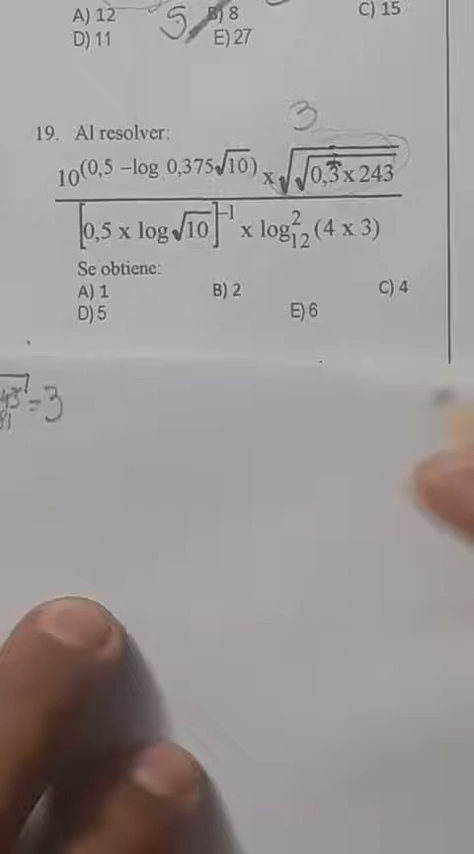 A) 12 B) 8 C) 15
5
D) 11 E) 27
3
19. Al resolver:
10^(0,5 –log 0,375√10) x √√0,3̂ x 243
[0,5 x log √10]^–1 x log²₁₂ (4 x 3)
Se obtiene:
A) 1 B) 2 C) 4
D) 5 E) 6
= 3